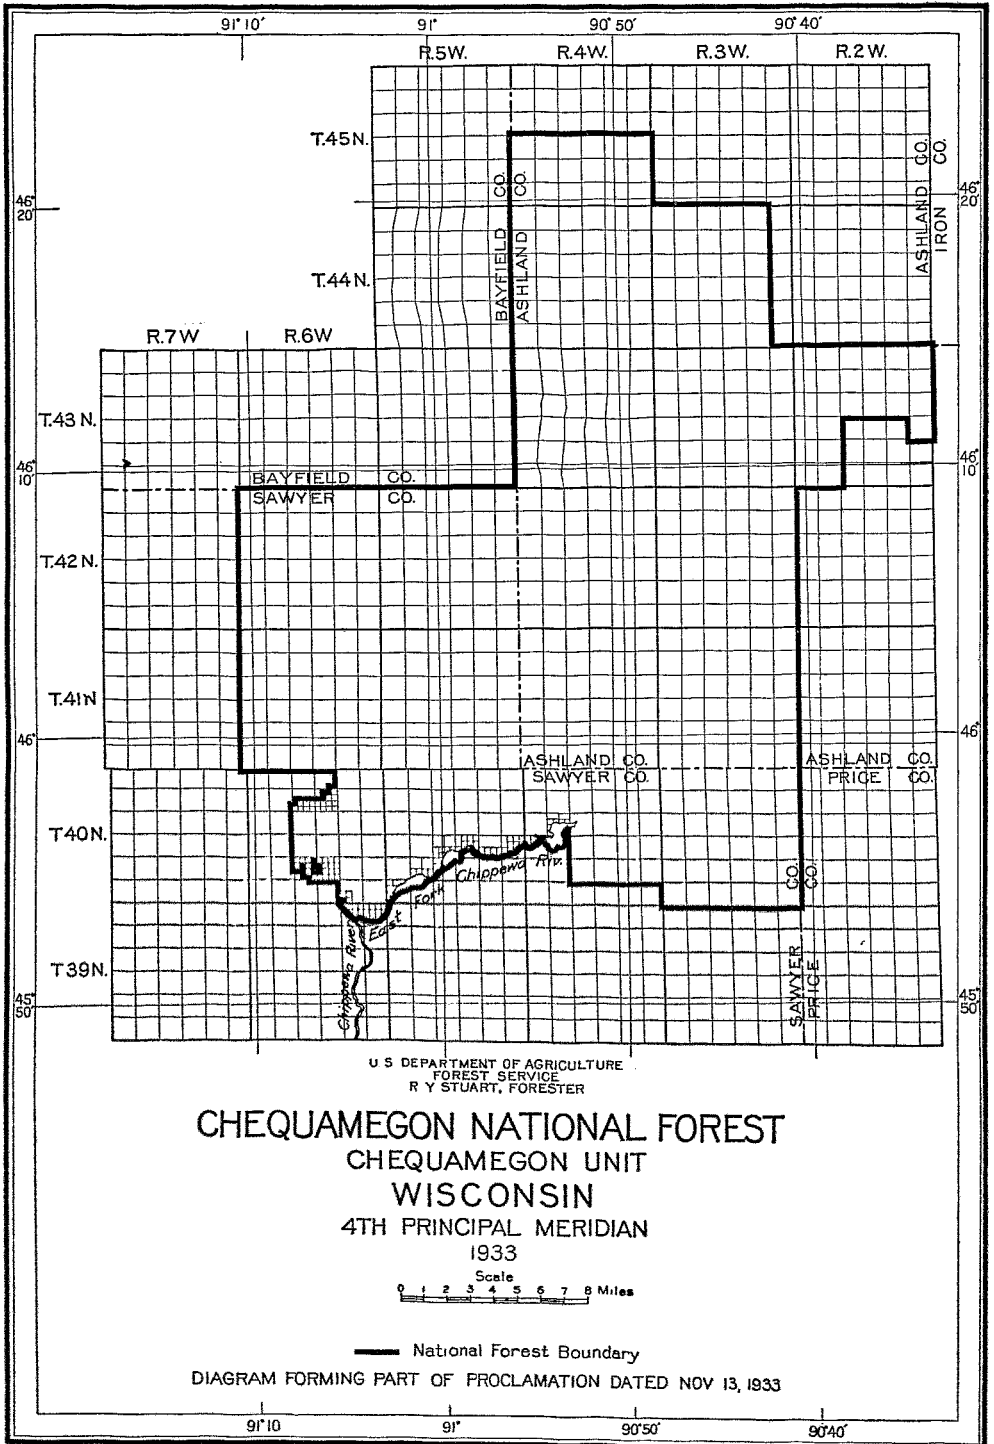 91°10' 91° 90°50' 90°40'
R.5W. R.4W. R.3W. R.2W.
T.45N.
BAYFIELD CO.
ASHLAND CO.
ASHLAND CO.
IRON CO.
46°
20'
46°
20'
T.44N.
R.7W R.6W
T.43N.
46°
10'
46°
10'
BAYFIELD CO.
SAWYER CO.
T.42N.
T.41N
46°
46°
ASHLAND CO.
SAWYER CO.
ASHLAND CO.
PRICE CO.
T40N.
East Fork Chippewa Riv.
Chippewa River
SAWYER CO.
PRICE CO.
T39N.
45°
50'
45°
50'
U S DEPARTMENT OF AGRICULTURE
FOREST SERVICE
R Y STUART, FORESTER
CHEQUAMEGON NATIONAL FOREST
CHEQUAMEGON UNIT
WISCONSIN
4TH PRINCIPAL MERIDIAN
1933
Scale
0 1 2 3 4 5 6 7 8 Miles
National Forest Boundary
DIAGRAM FORMING PART OF PROCLAMATION DATED NOV 13, 1933
91°10' 91° 90°50' 90°40'